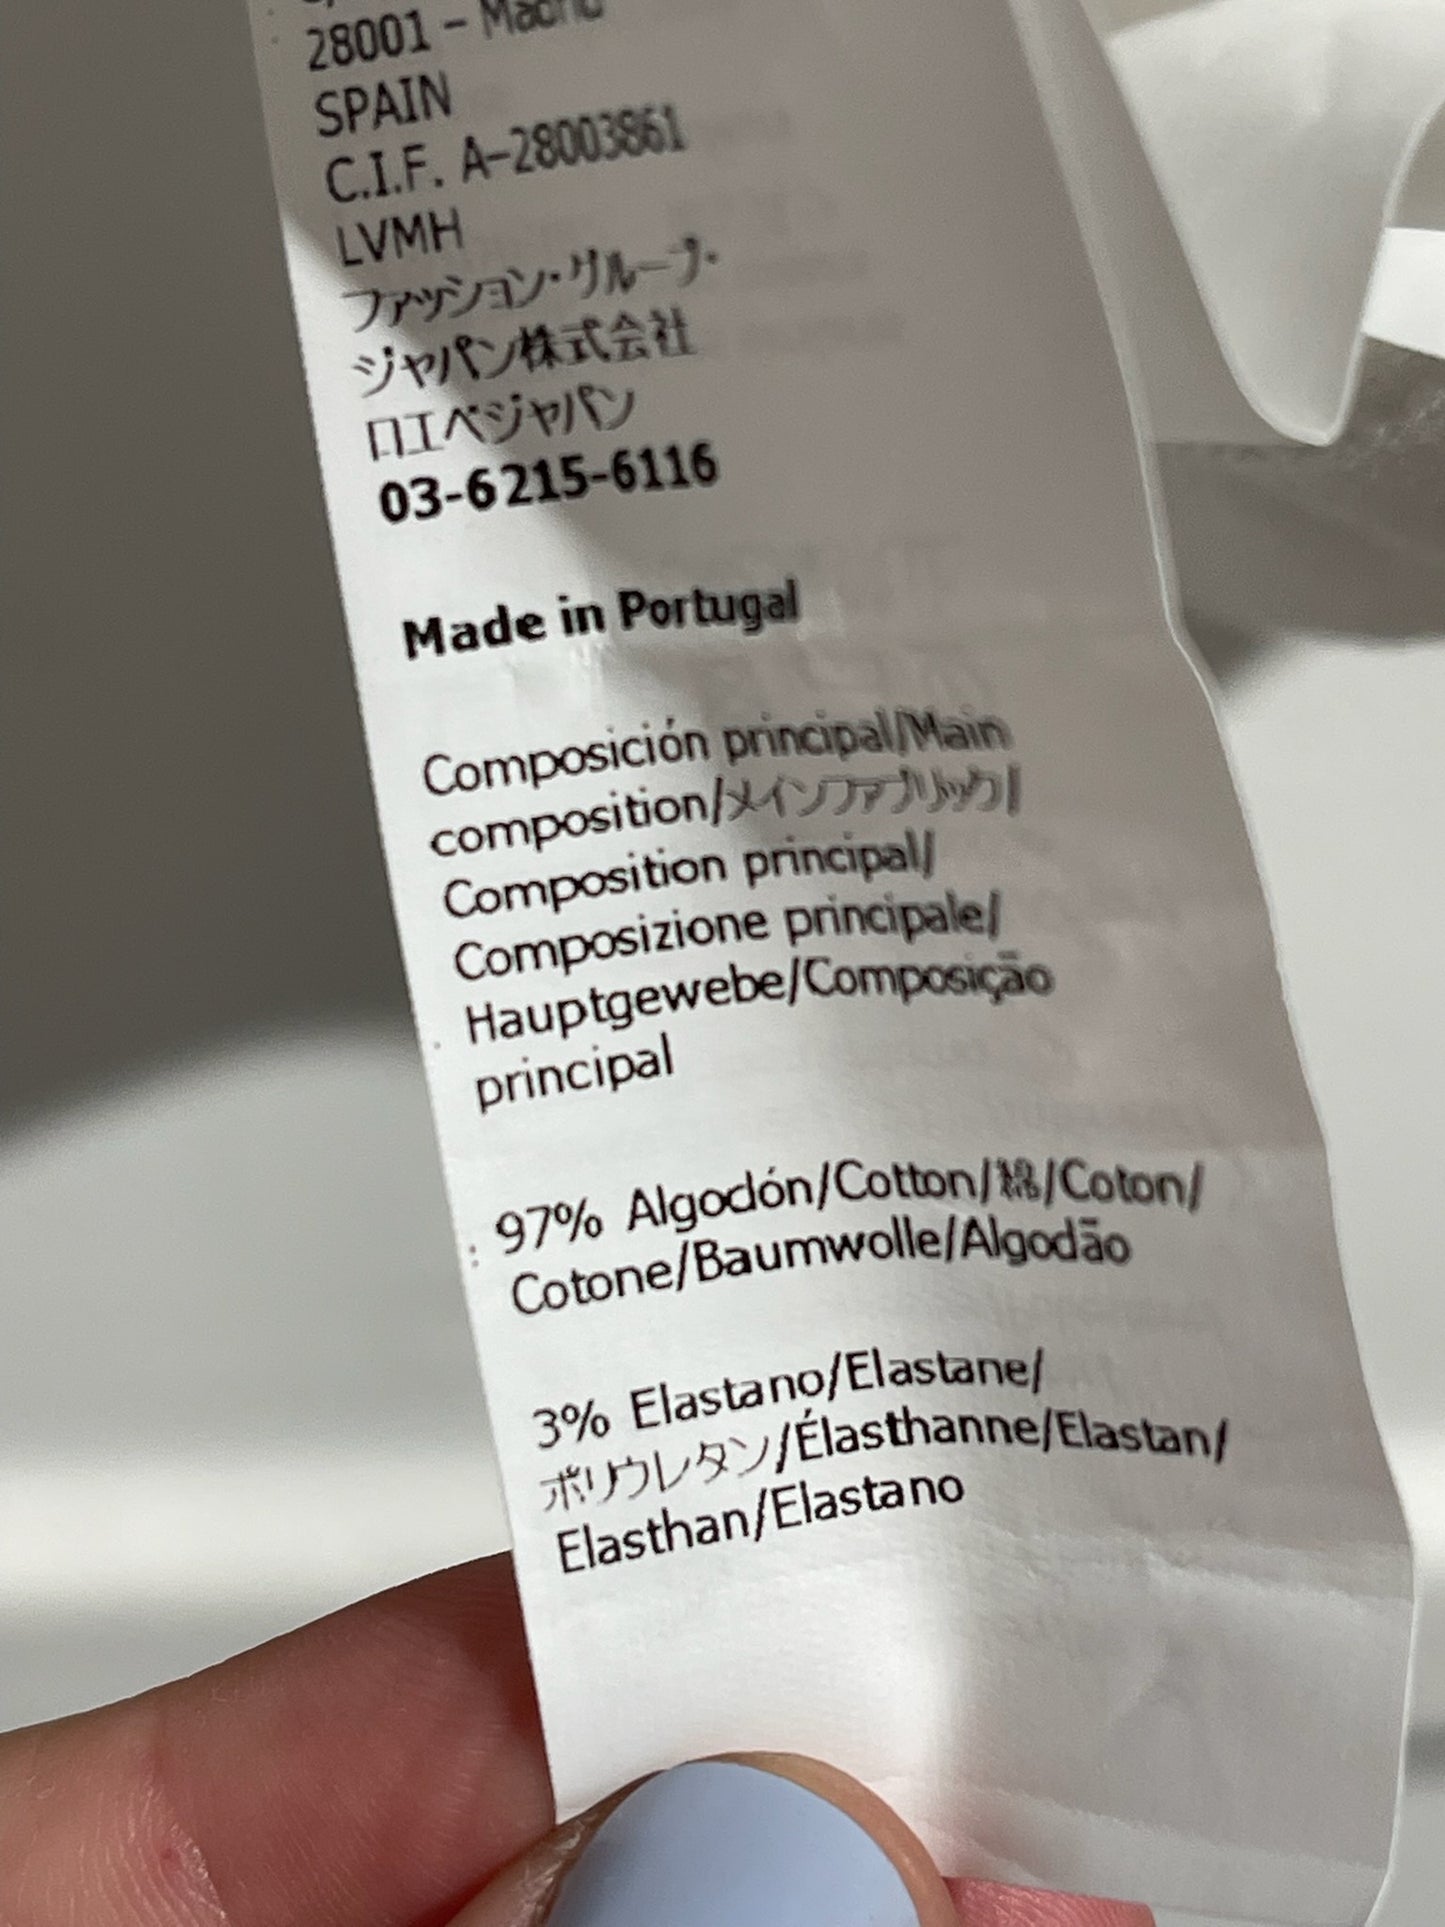 28001 – Madrid
SPAIN
C.I.F. A-28003861
LVMH
ファッション・グループ・
ジャパン株式会社
ロエベジャパン
03-6215-6116
Made in Portugal
Composición principal/Main
composition/メインファブリック/
Composition principal/
Composizione principale/
Hauptgewebe/Composição
principal
97% Algodón/Cotton/綿/Coton/
Cotone/Baumwolle/Algodão
3% Elastano/Elastane/
ポリウレタン/Élasthanne/Elastan/
Elasthan/Elastano